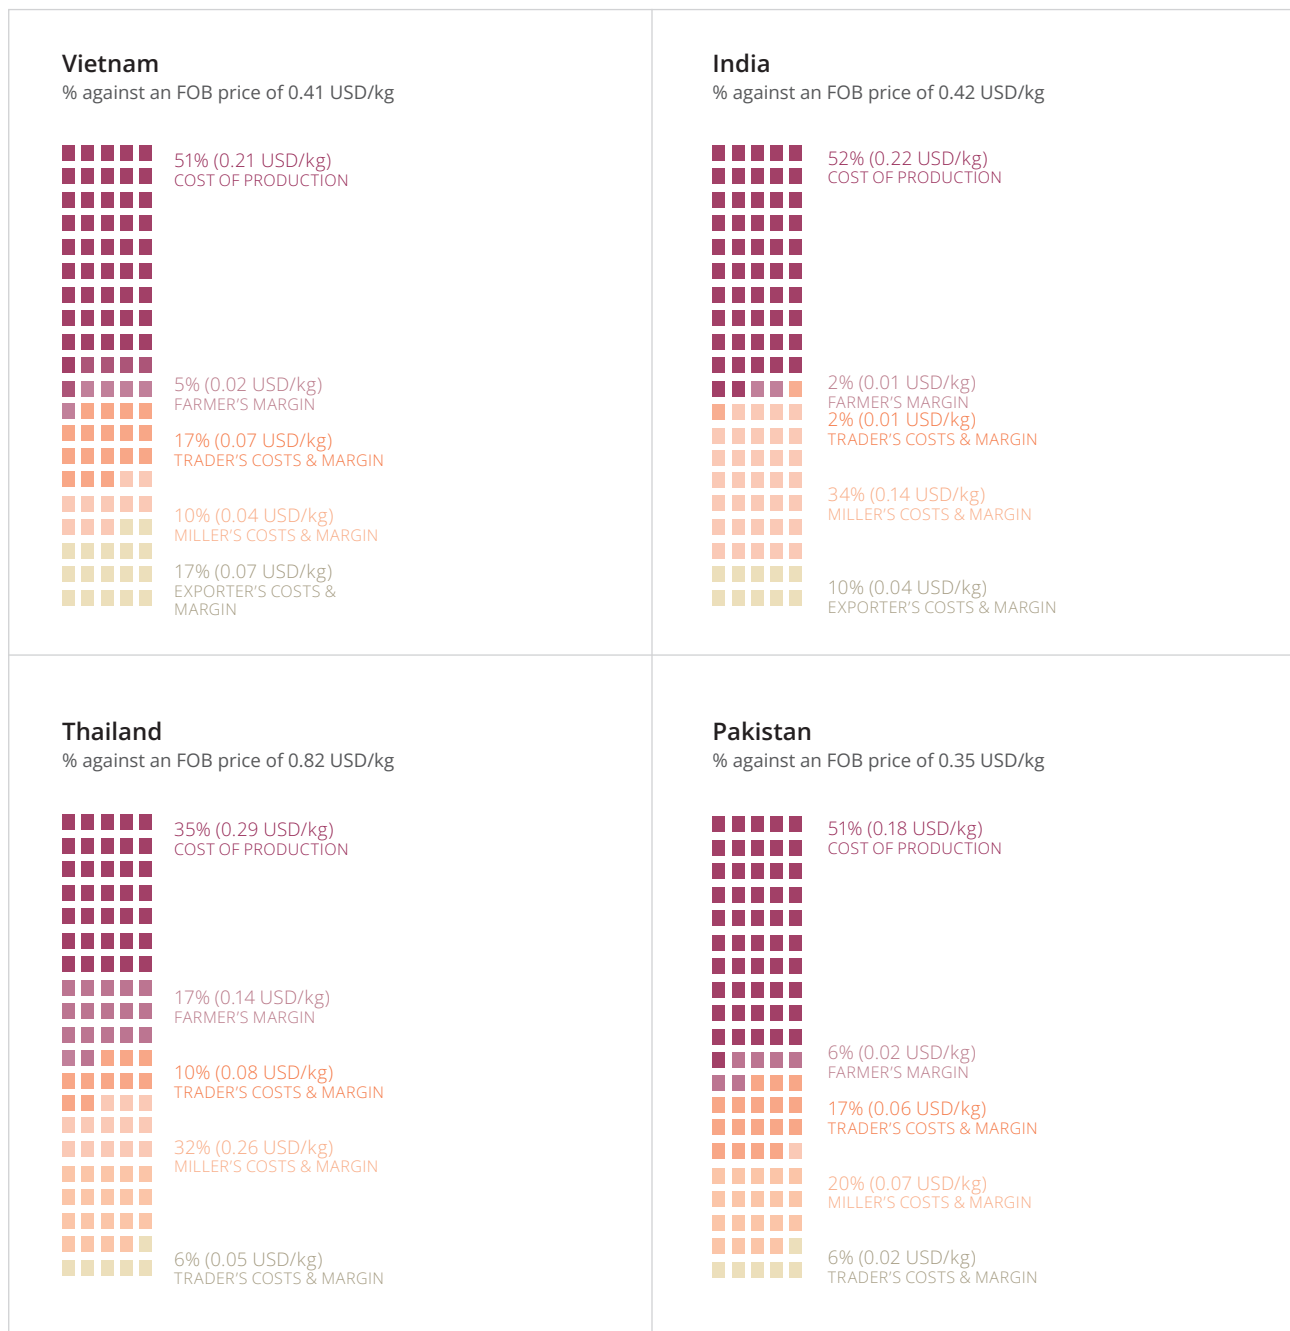 Vietnam
% against an FOB price of 0.41 USD/kg
51% (0.21 USD/kg)
COST OF PRODUCTION
5% (0.02 USD/kg)
FARMER'S MARGIN
17% (0.07 USD/kg)
TRADER'S COSTS & MARGIN
10% (0.04 USD/kg)
MILLER'S COSTS & MARGIN
17% (0.07 USD/kg)
EXPORTER'S COSTS &
MARGIN
India
% against an FOB price of 0.42 USD/kg
52% (0.22 USD/kg)
COST OF PRODUCTION
2% (0.01 USD/kg)
FARMER'S MARGIN
2% (0.01 USD/kg)
TRADER'S COSTS & MARGIN
34% (0.14 USD/kg)
MILLER'S COSTS & MARGIN
10% (0.04 USD/kg)
EXPORTER'S COSTS & MARGIN
Thailand
% against an FOB price of 0.82 USD/kg
35% (0.29 USD/kg)
COST OF PRODUCTION
17% (0.14 USD/kg)
FARMER'S MARGIN
10% (0.08 USD/kg)
TRADER'S COSTS & MARGIN
32% (0.26 USD/kg)
MILLER'S COSTS & MARGIN
6% (0.05 USD/kg)
TRADER'S COSTS & MARGIN
Pakistan
% against an FOB price of 0.35 USD/kg
51% (0.18 USD/kg)
COST OF PRODUCTION
6% (0.02 USD/kg)
FARMER'S MARGIN
17% (0.06 USD/kg)
TRADER'S COSTS & MARGIN
20% (0.07 USD/kg)
MILLER'S COSTS & MARGIN
6% (0.02 USD/kg)
TRADER'S COSTS & MARGIN